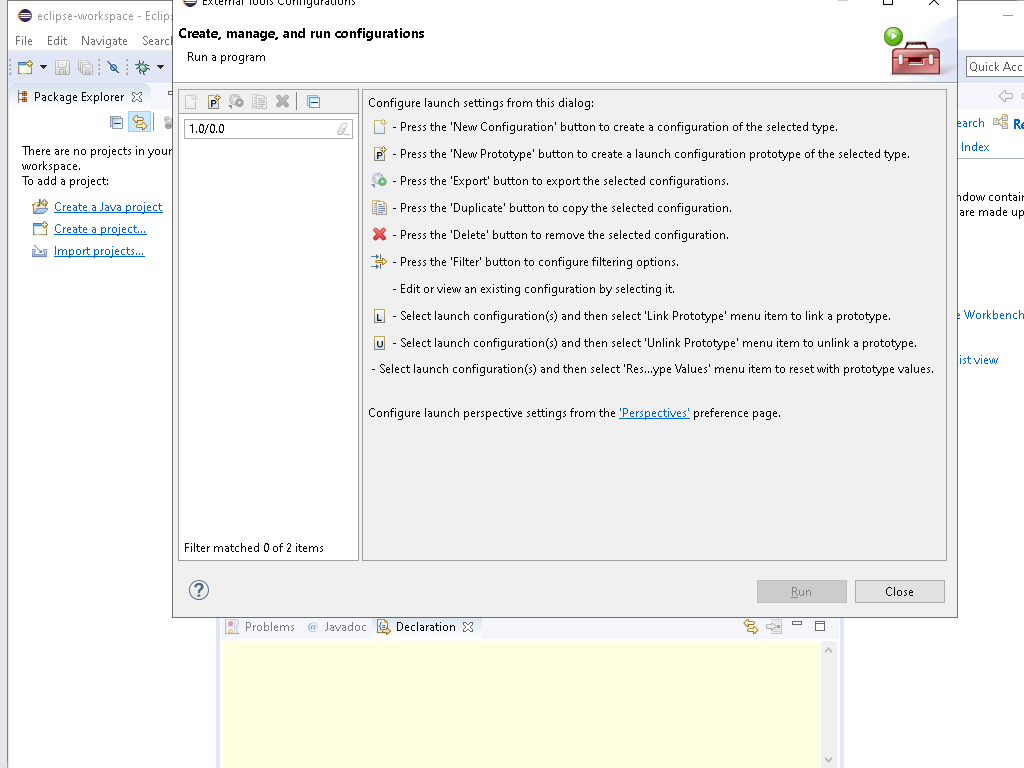 eclipse-workspace - Eclips
External Tools Configurations
File Edit Navigate Search
Create, manage, and run configurations
Run a program
Quick Acc
Package Explorer
1.0/0.0
Configure launch settings from this dialog:
- Press the 'New Configuration' button to create a configuration of the selected type.
- Press the 'New Prototype' button to create a launch configuration prototype of the selected type.
- Press the 'Export' button to export the selected configurations.
- Press the 'Duplicate' button to copy the selected configuration.
- Press the 'Delete' button to remove the selected configuration.
- Press the 'Filter' button to configure filtering options.
- Edit or view an existing configuration by selecting it.
L - Select launch configuration(s) and then select 'Link Prototype' menu item to link a prototype.
U - Select launch configuration(s) and then select 'Unlink Prototype' menu item to unlink a prototype.
- Select launch configuration(s) and then select 'Res...ype Values' menu item to reset with prototype values.
Configure launch perspective settings from the 'Perspectives' preference page.
There are no projects in your
workspace.
To add a project:
Create a Java project
Create a project...
Import projects...
earch Re
Index
ndow contain
are made up
e Workbench
ist view
Filter matched 0 of 2 items
Run Close
Problems @ Javadoc Declaration